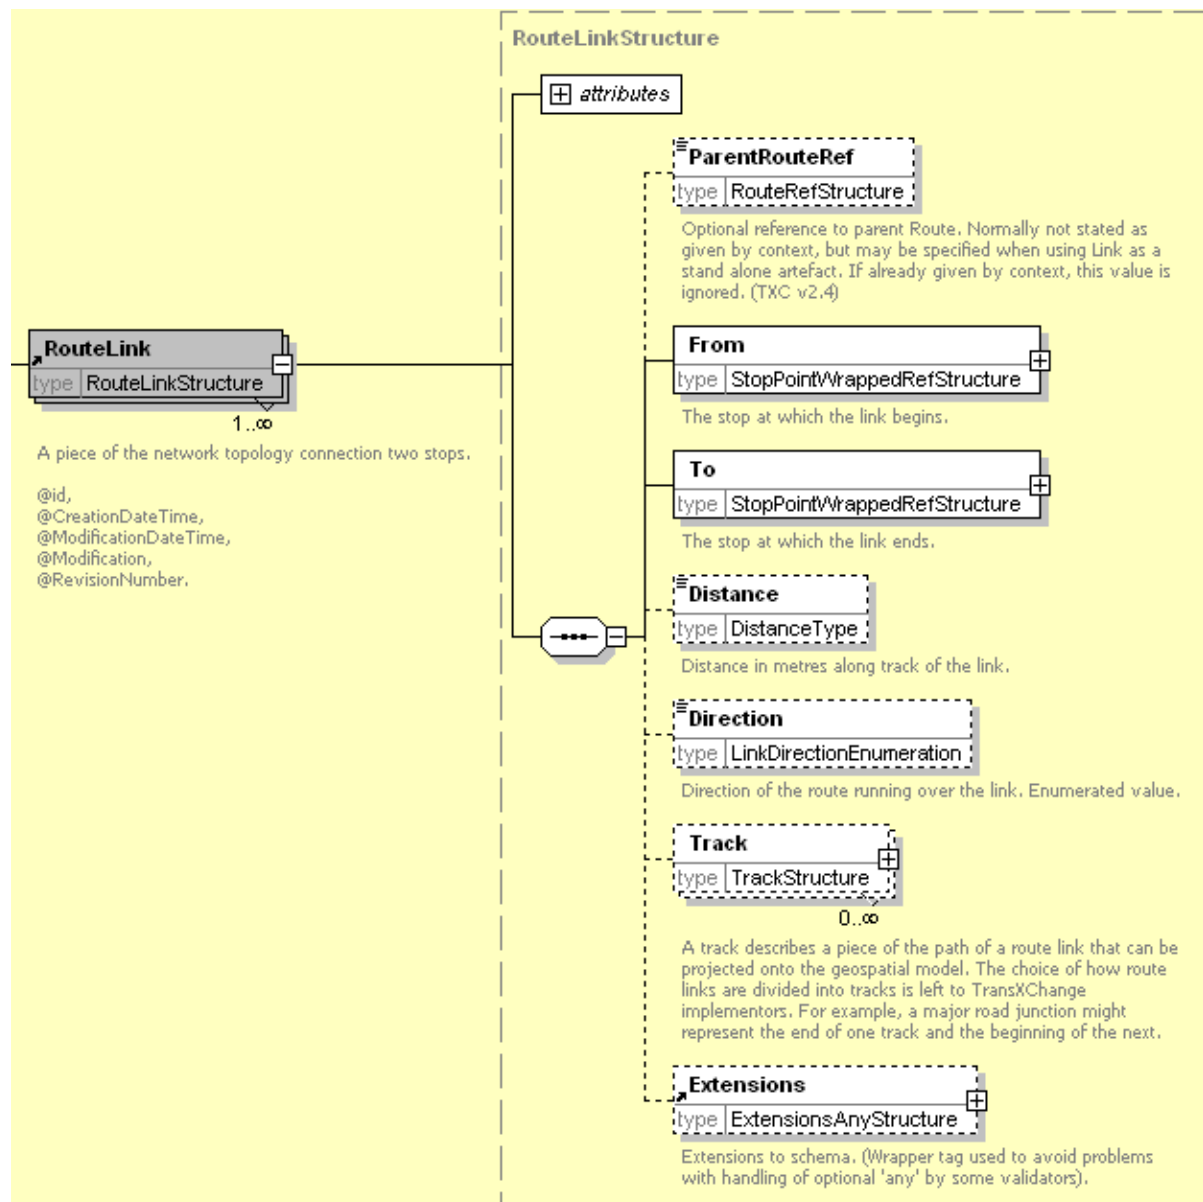 RouteLinkStructure
attributes
ParentRouteRef
type RouteRefStructure
Optional reference to parent Route. Normally not stated as
given by context, but may be specified when using Link as a
stand alone artefact. If already given by context, this value is
ignored. (TXC v2.4)
RouteLink
type RouteLinkStructure
1..∞
A piece of the network topology connection two stops.
@id,
@CreationDateTime,
@ModificationDateTime,
@Modification,
@RevisionNumber.
From
type StopPointWrappedRefStructure
The stop at which the link begins.
To
type StopPointWrappedRefStructure
The stop at which the link ends.
Distance
type DistanceType
Distance in metres along track of the link.
Direction
type LinkDirectionEnumeration
Direction of the route running over the link. Enumerated value.
Track
type TrackStructure
0..∞
A track describes a piece of the path of a route link that can be
projected onto the geospatial model. The choice of how route
links are divided into tracks is left to TransXChange
implementors. For example, a major road junction might
represent the end of one track and the beginning of the next.
Extensions
type ExtensionsAnyStructure
Extensions to schema. (Wrapper tag used to avoid problems
with handling of optional 'any' by some validators).